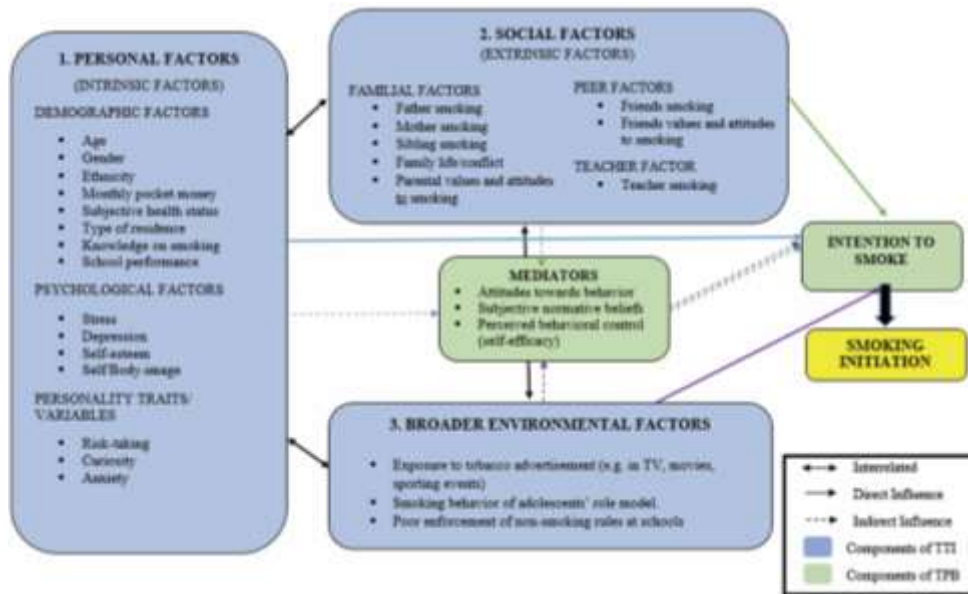 1. PERSONAL FACTORS
(INTRINSIC FACTORS)
DEMOGRAPHIC FACTORS
Age
Gender
Ethnicity
Monthly pocket money
Subjective health status
Type of residence
Knowledge on smoking
School performance
PSYCHOLOGICAL FACTORS
Stress
Depression
Self-esteem
Self/Body-image
PERSONALITY TRAITS/
VARIABLES
Risk-taking
Curiosity
Anxiety
2. SOCIAL FACTORS
(EXTRINSIC FACTORS)
FAMILIAL FACTORS
Father smoking
Mother smoking
Sibling smoking
Family life/conflict
Parental values and attitudes
to smoking
PEER FACTORS
Friends smoking
Friends values and attitudes
to smoking
TEACHER FACTOR
Teacher smoking
MEDIATORS
Attitudes towards behavior
Subjective normative beliefs
Perceived behavioral control
(self-efficacy)
INTENTION TO
SMOKE
SMOKING
INITIATION
3. BROADER ENVIRONMENTAL FACTORS
Exposure to tobacco advertisement (e.g. in TV, movies,
sporting events)
Smoking behavior of adolescents' role model.
Poor enforcement of non-smoking rules at schools
Interrelated
Direct Influence
Indirect Influence
Components of TTI
Components of TPB